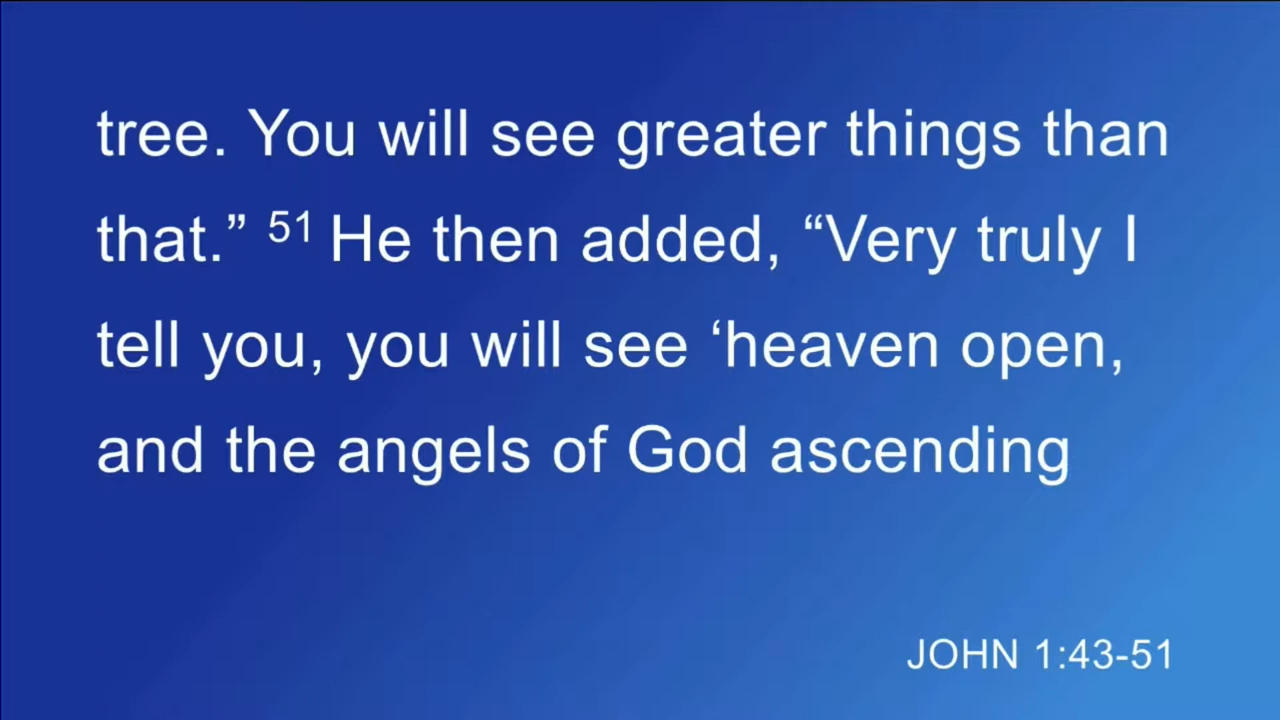 tree. You will see greater things than
that.” 51 He then added, “Very truly I
tell you, you will see ‘heaven open,
and the angels of God ascending
JOHN 1:43-51